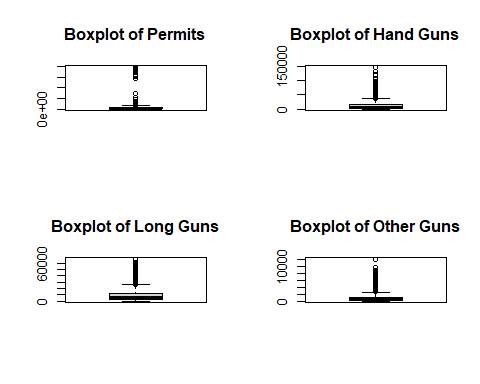 Boxplot of Permits
0e+00
Boxplot of Hand Guns
150000
0
Boxplot of Long Guns
60000
0
Boxplot of Other Guns
10000
0